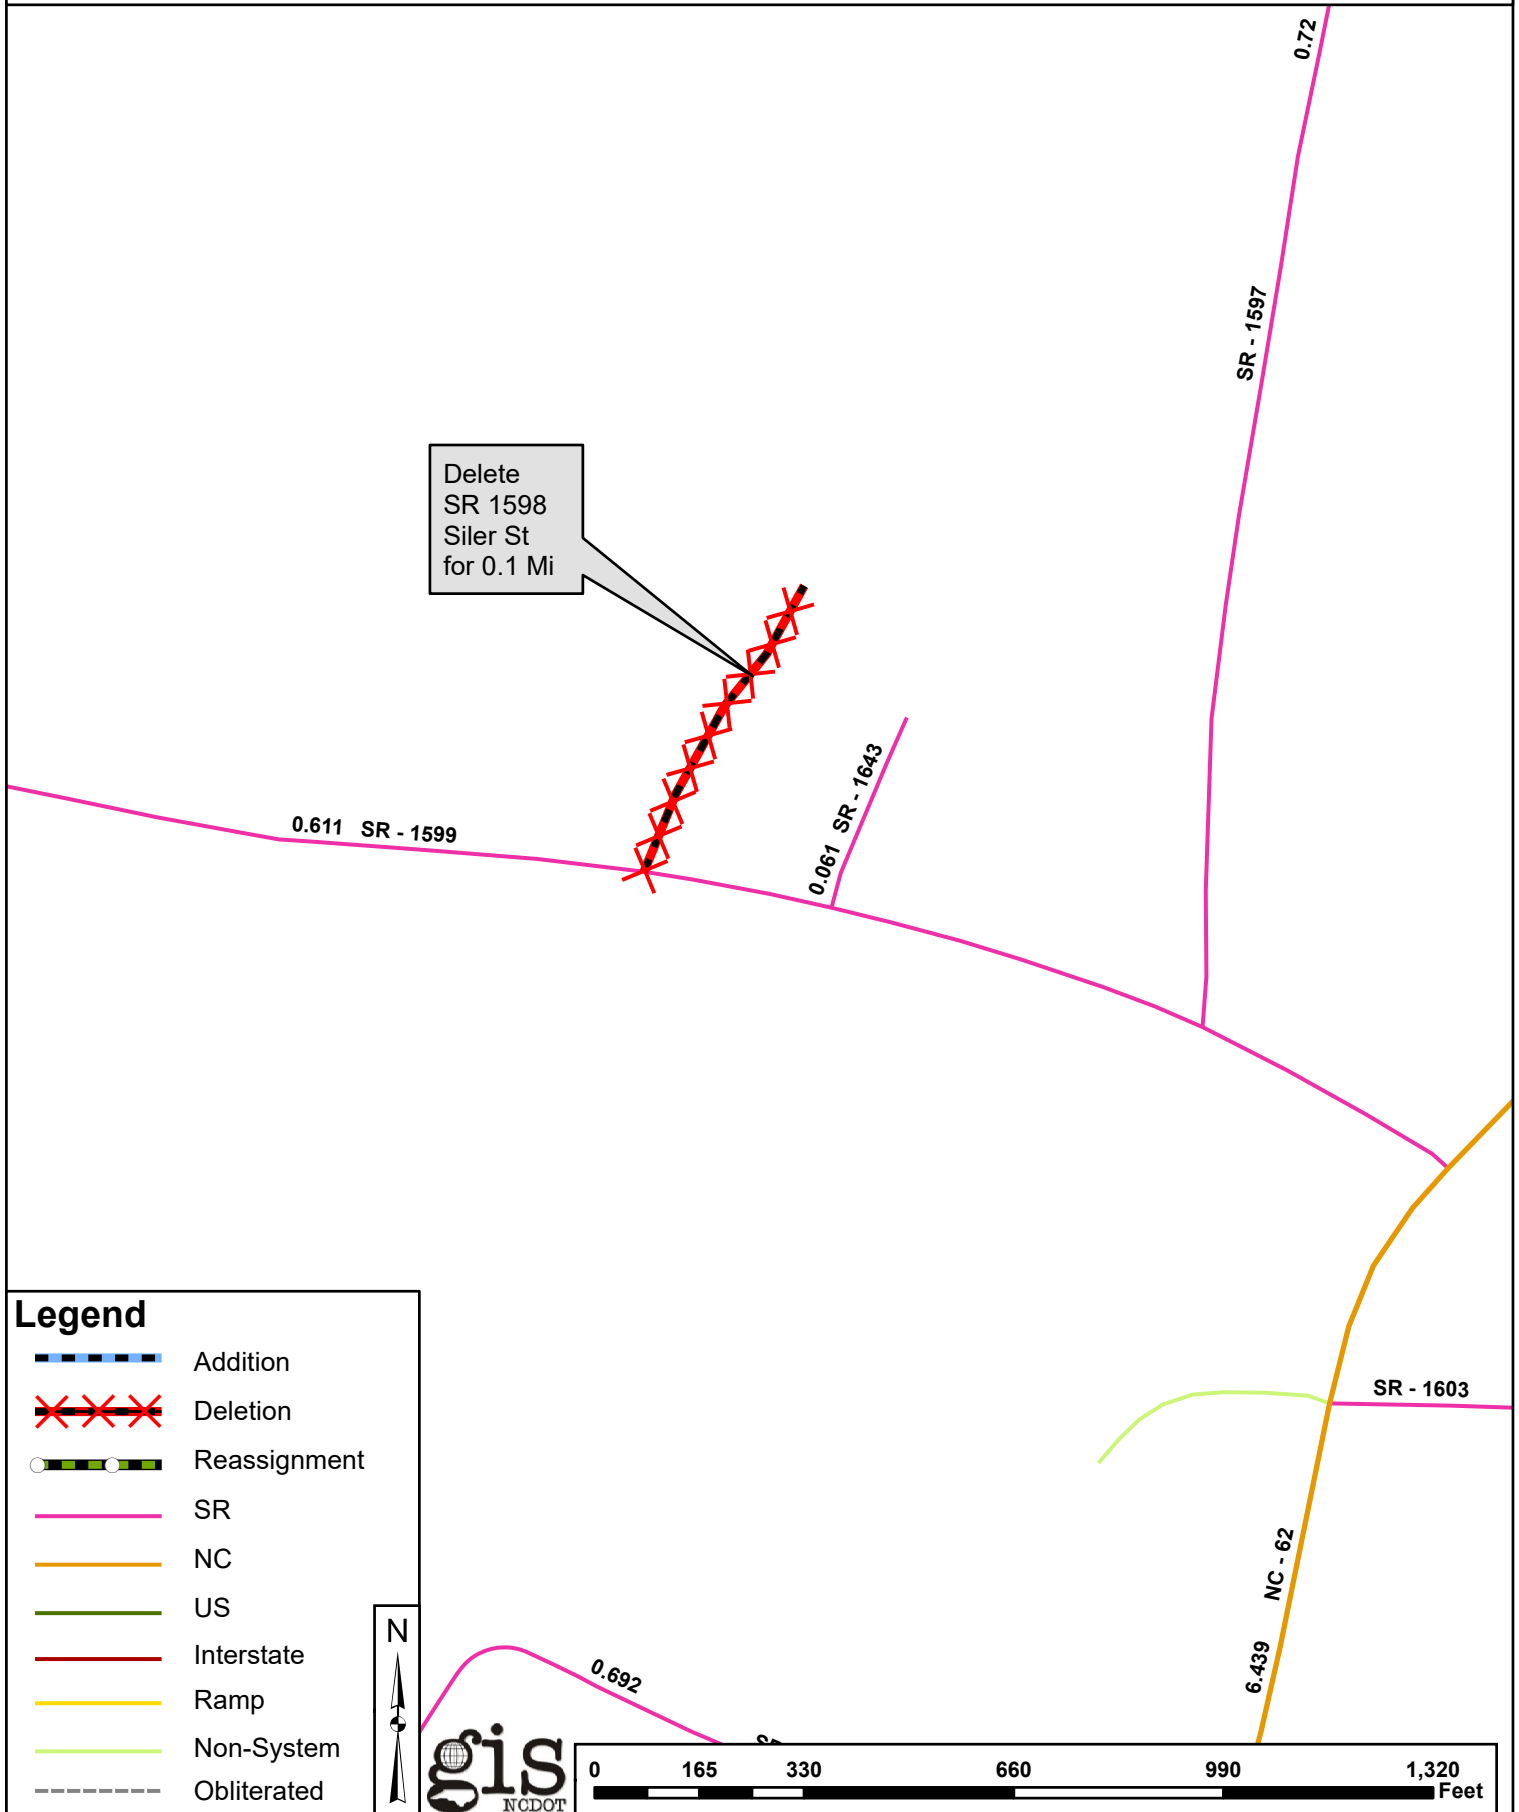 0.72
SR - 1597
Delete
SR 1598
Siler St
for 0.1 Mi
0.061 SR - 1643
0.611 SR - 1599
Legend
Addition
Deletion
Reassignment
SR
NC
US
Interstate
Ramp
Non-System
Obliterated
N
SR - 1603
NC - 62
6.439
0.692
gis
NCDOT
0 165 330 660 990 1,320
Feet